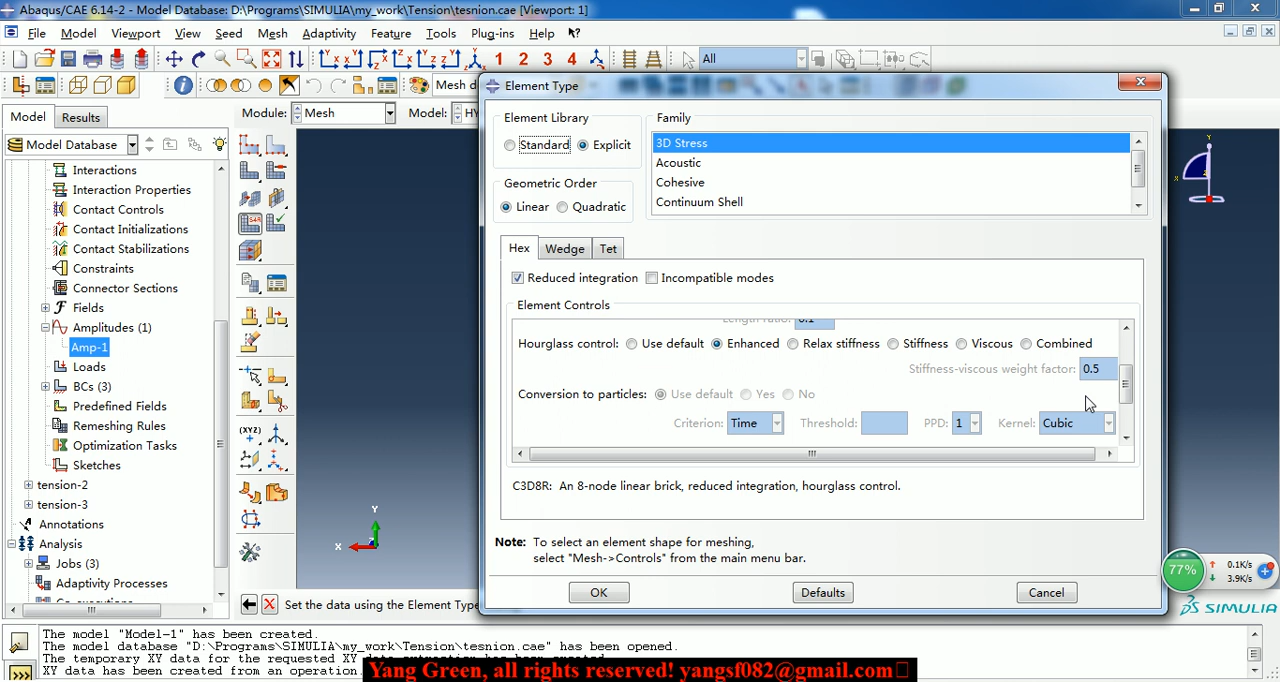 Abaqus/CAE 6.14-2 - Model Database: D:\Programs\SIMULIA\my_work\Tension\tesnion.cae [Viewport: 1]
File Model Viewport View Seed Mesh Adaptivity Feature Tools Plug-ins Help
1 2 3 4 All
Mesh d
Model Results
Module: Mesh Model: HY
Model Database
Interactions
Interaction Properties
Contact Controls
Contact Initializations
Contact Stabilizations
Constraints
Connector Sections
Fields
Amplitudes (1)
Amp-1
Loads
BCs (3)
Predefined Fields
Remeshing Rules
Optimization Tasks
Sketches
tension-2
tension-3
Annotations
Analysis
Jobs (3)
Adaptivity Processes
Element Type
Element Library
Standard Explicit
Geometric Order
Linear Quadratic
Family
3D Stress
Acoustic
Cohesive
Continuum Shell
Hex Wedge Tet
Reduced integration Incompatible modes
Element Controls
Length ratio: 0.1
Hourglass control: Use default Enhanced Relax stiffness Stiffness Viscous Combined
Stiffness-viscous weight factor: 0.5
Conversion to particles: Use default Yes No
Criterion: Time Threshold: PPD: 1 Kernel: Cubic
C3D8R: An 8-node linear brick, reduced integration, hourglass control.
Note: To select an element shape for meshing,
select "Mesh->Controls" from the main menu bar.
OK Defaults Cancel
Y
X
Y
X
77%
0.1K/s
3.9K/s
SIMULIA
Set the data using the Element Type
The model "Model-1" has been created.
The model database "D:\Programs\SIMULIA\my_work\Tension\tesnion.cae" has been opened.
The temporary XY data for the requested XY
XY data has been created from an operation
Yang Green, all rights reserved! yangsf082@gmail.com